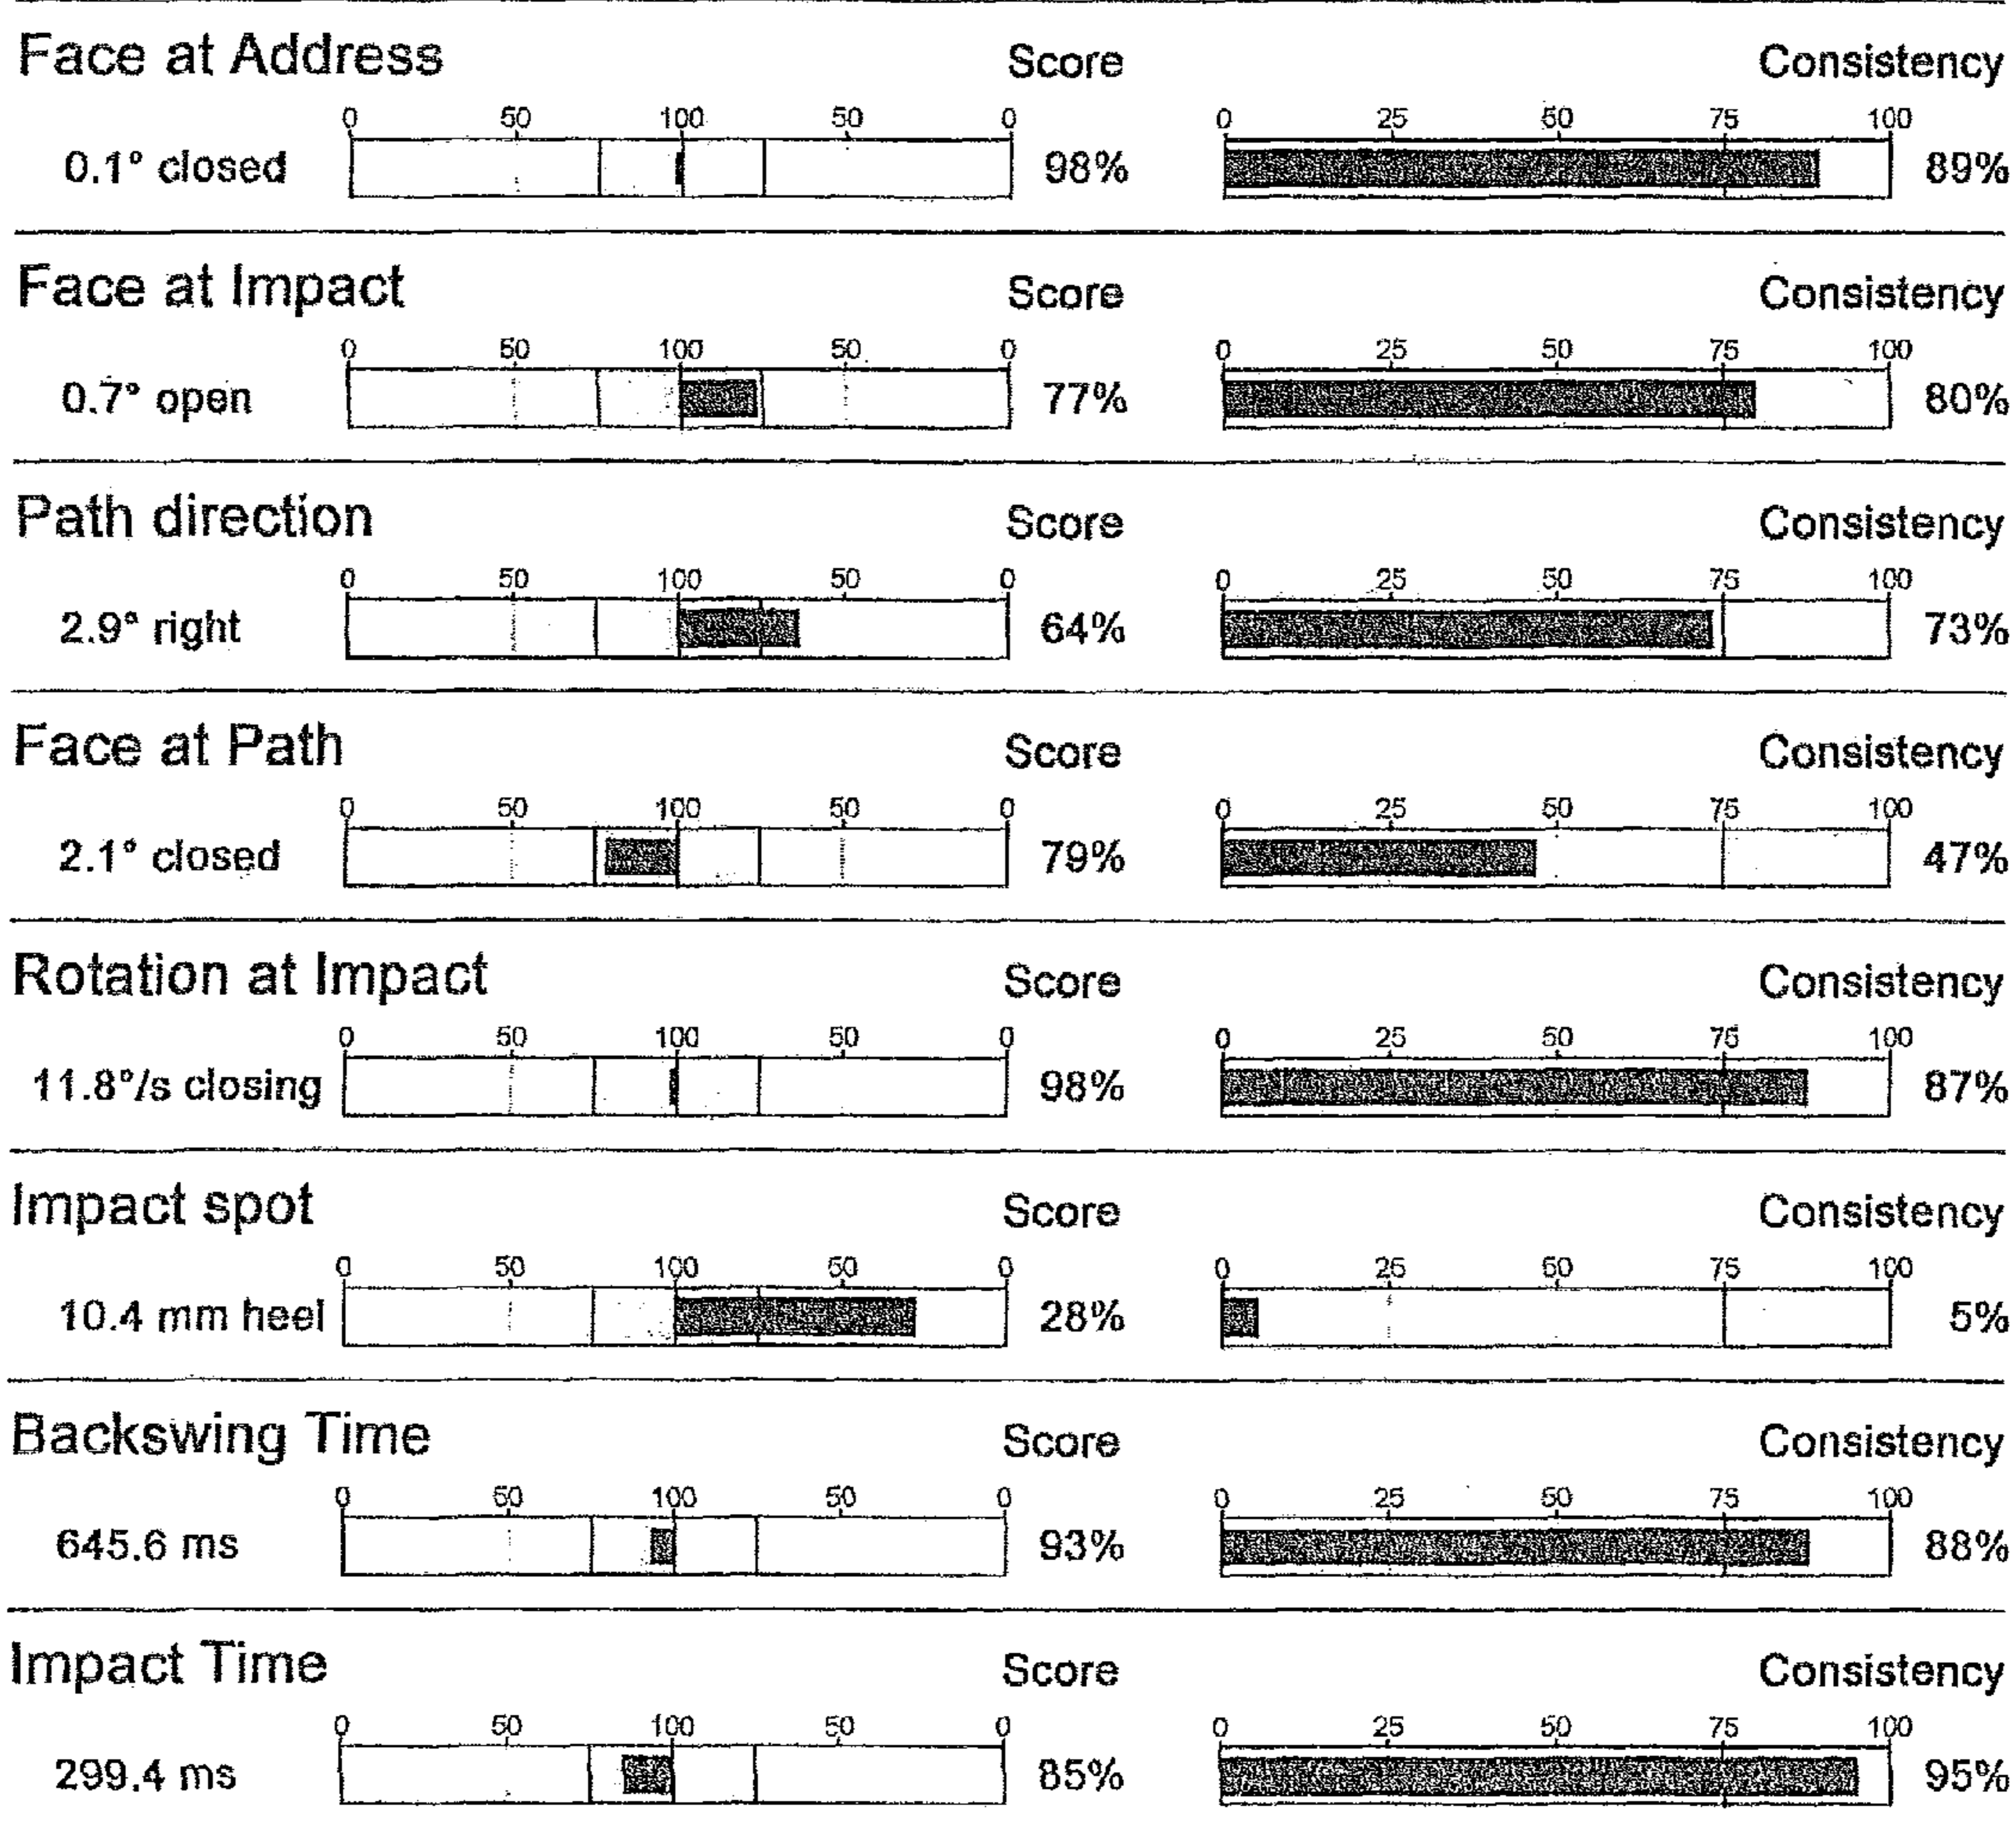 Face at Address Score Consistency
0 50 100 50 0 0 25 50 75 100
0.1° closed 98% 89%
Face at Impact Score Consistency
0 50 100 50 0 0 25 50 75 100
0.7° open 77% 80%
Path direction Score Consistency
0 50 100 50 0 0 25 50 75 100
2.9° right 64% 73%
Face at Path Score Consistency
0 50 100 50 0 0 25 50 75 100
2.1° closed 79% 47%
Rotation at Impact Score Consistency
0 50 100 50 0 0 25 50 75 100
11.8°/s closing 98% 87%
Impact spot Score Consistency
0 50 100 50 0 0 25 50 75 100
10.4 mm heel 28% 5%
Backswing Time Score Consistency
0 50 100 50 0 0 25 50 75 100
645.6 ms 93% 88%
Impact Time Score Consistency
0 50 100 50 0 0 25 50 75 100
299.4 ms 85% 95%